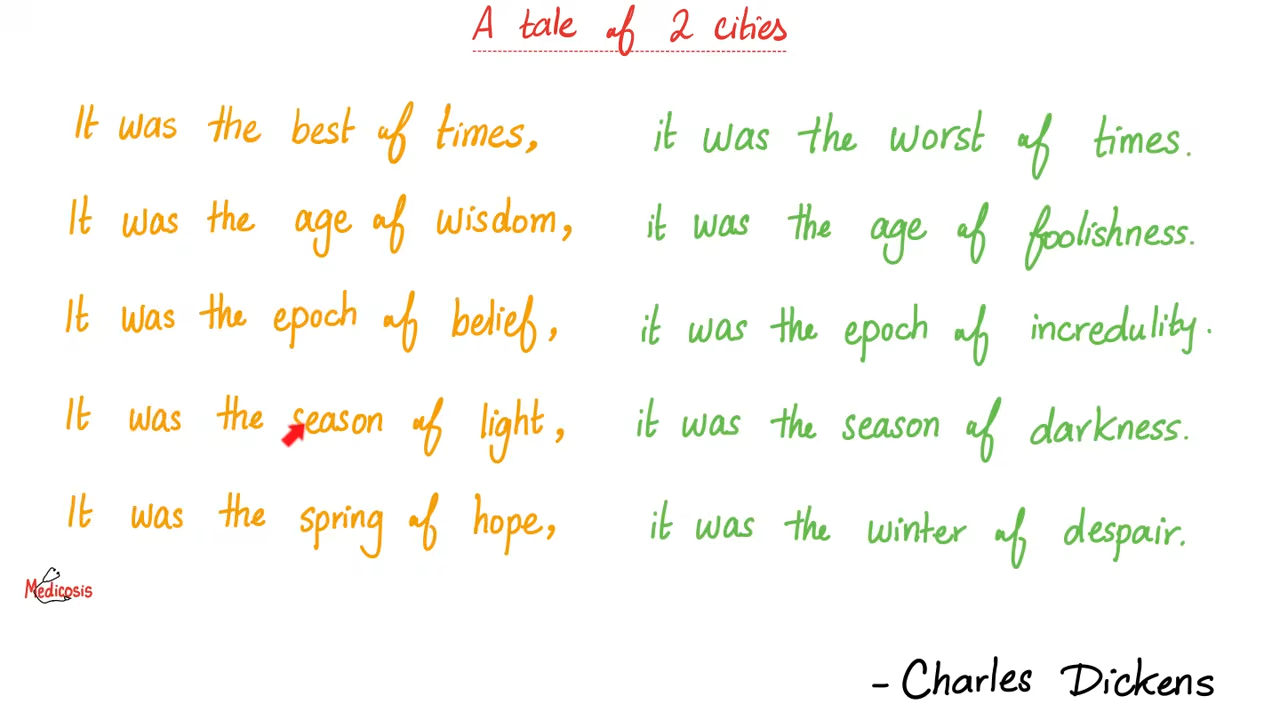 A tale of 2 cities
It was the best of times, it was the worst of times.
It was the age of wisdom, it was the age of foolishness.
It was the epoch of belief, it was the epoch of incredulity.
It was the season of light, it was the season of darkness.
It was the spring of hope, it was the winter of despair.
Medicosis
- Charles Dickens